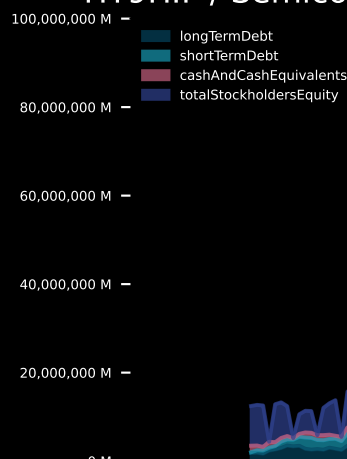 100,000,000 M
longTermDebt
shortTermDebt
cashAndCashEquivalents
totalStockholdersEquity
80,000,000 M
60,000,000 M
40,000,000 M
20,000,000 M
0 M